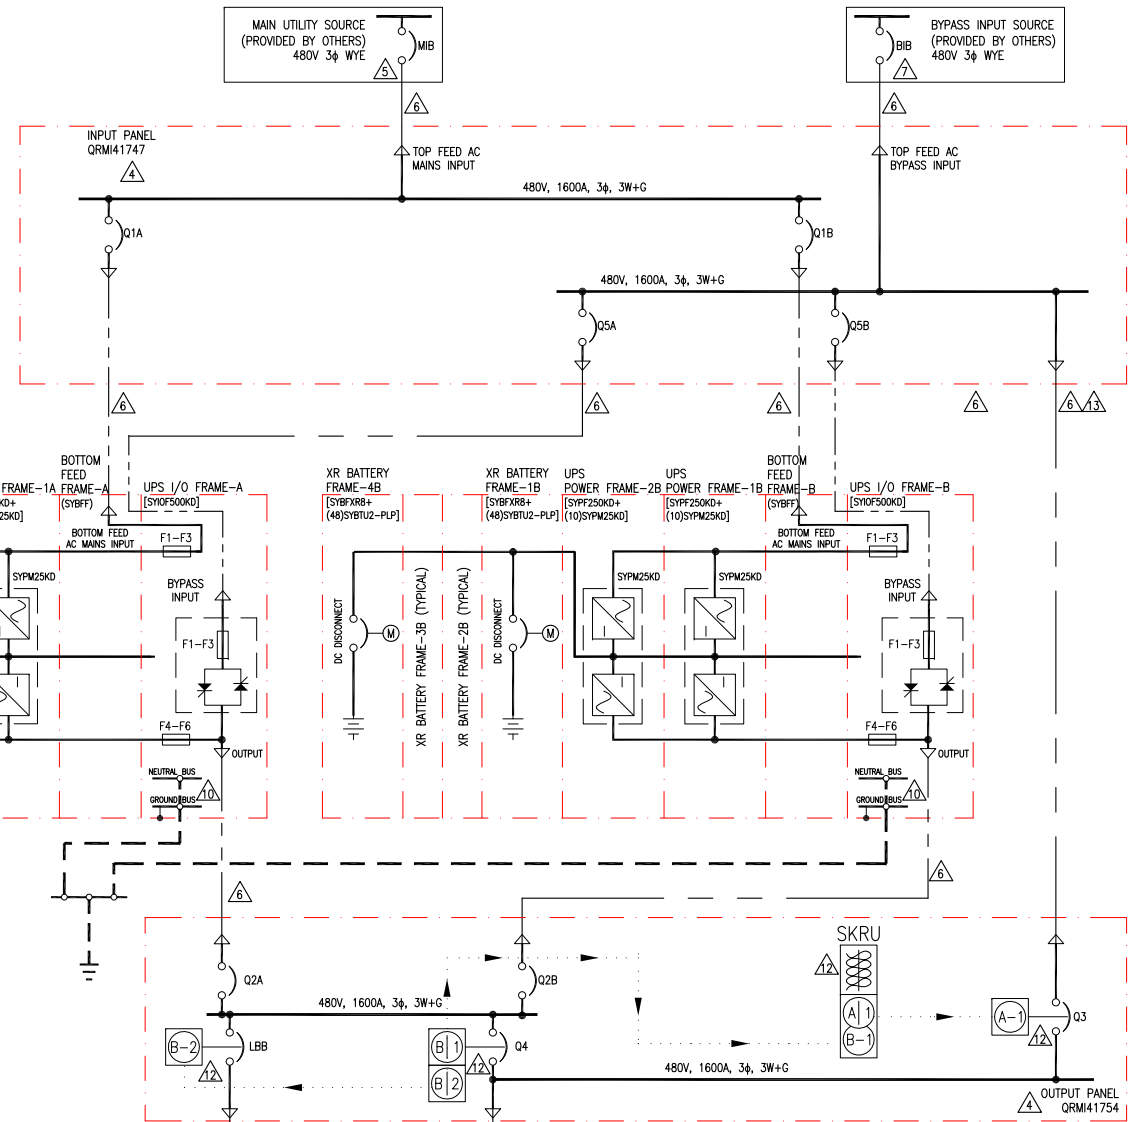 MAIN UTILITY SOURCE
(PROVIDED BY OTHERS)
480V 3ϕ WYE
MIB
5
6
BIB
7
BYPASS INPUT SOURCE
(PROVIDED BY OTHERS)
480V 3ϕ WYE
6
INPUT PANEL
QRMI41747
4
TOP FEED AC
MAINS INPUT
TOP FEED AC
BYPASS INPUT
480V, 1600A, 3ϕ, 3W+G
Q1A
Q1B
480V, 1600A, 3ϕ, 3W+G
Q5A
Q5B
6
6
6
6
6
13
FRAME-1A
KD+
25KD]
BOTTOM
FEED
FRAME-A
(SYBFF)
UPS I/O FRAME-A
[SYIOF500KD]
XR BATTERY
FRAME-4B
[SYBFXR8+
(48)SYBTU2-PLP]
XR BATTERY
FRAME-1B
[SYBFXR8+
(48)SYBTU2-PLP]
UPS
POWER FRAME-2B
[SYPF250KD+
(10)SYPM25KD]
UPS
POWER FRAME-1B
[SYPF250KD+
(10)SYPM25KD]
BOTTOM
FEED
FRAME-B
(SYBFF)
UPS I/O FRAME-B
[SYIOF500KD]
BOTTOM FEED
AC MAINS INPUT
F1-F3
BOTTOM FEED
AC MAINS INPUT
F1-F3
SYPM25KD
BYPASS
INPUT
F1-F3
F4-F6
OUTPUT
DC DISCONNECT
M
XR BATTERY FRAME-3B (TYPICAL)
XR BATTERY FRAME-2B (TYPICAL)
DC DISCONNECT
M
SYPM25KD
SYPM25KD
BYPASS
INPUT
F1-F3
F4-F6
OUTPUT
NEUTRAL BUS
GROUND BUS
10
NEUTRAL BUS
GROUND BUS
10
6
6
Q2A
Q2B
SKRU
12
A 1
B-1
A-1
Q3
12
480V, 1600A, 3ϕ, 3W+G
B-2
LBB
12
B 1
B 2
Q4
12
480V, 1600A, 3ϕ, 3W+G
4
OUTPUT PANEL
QRMI41754